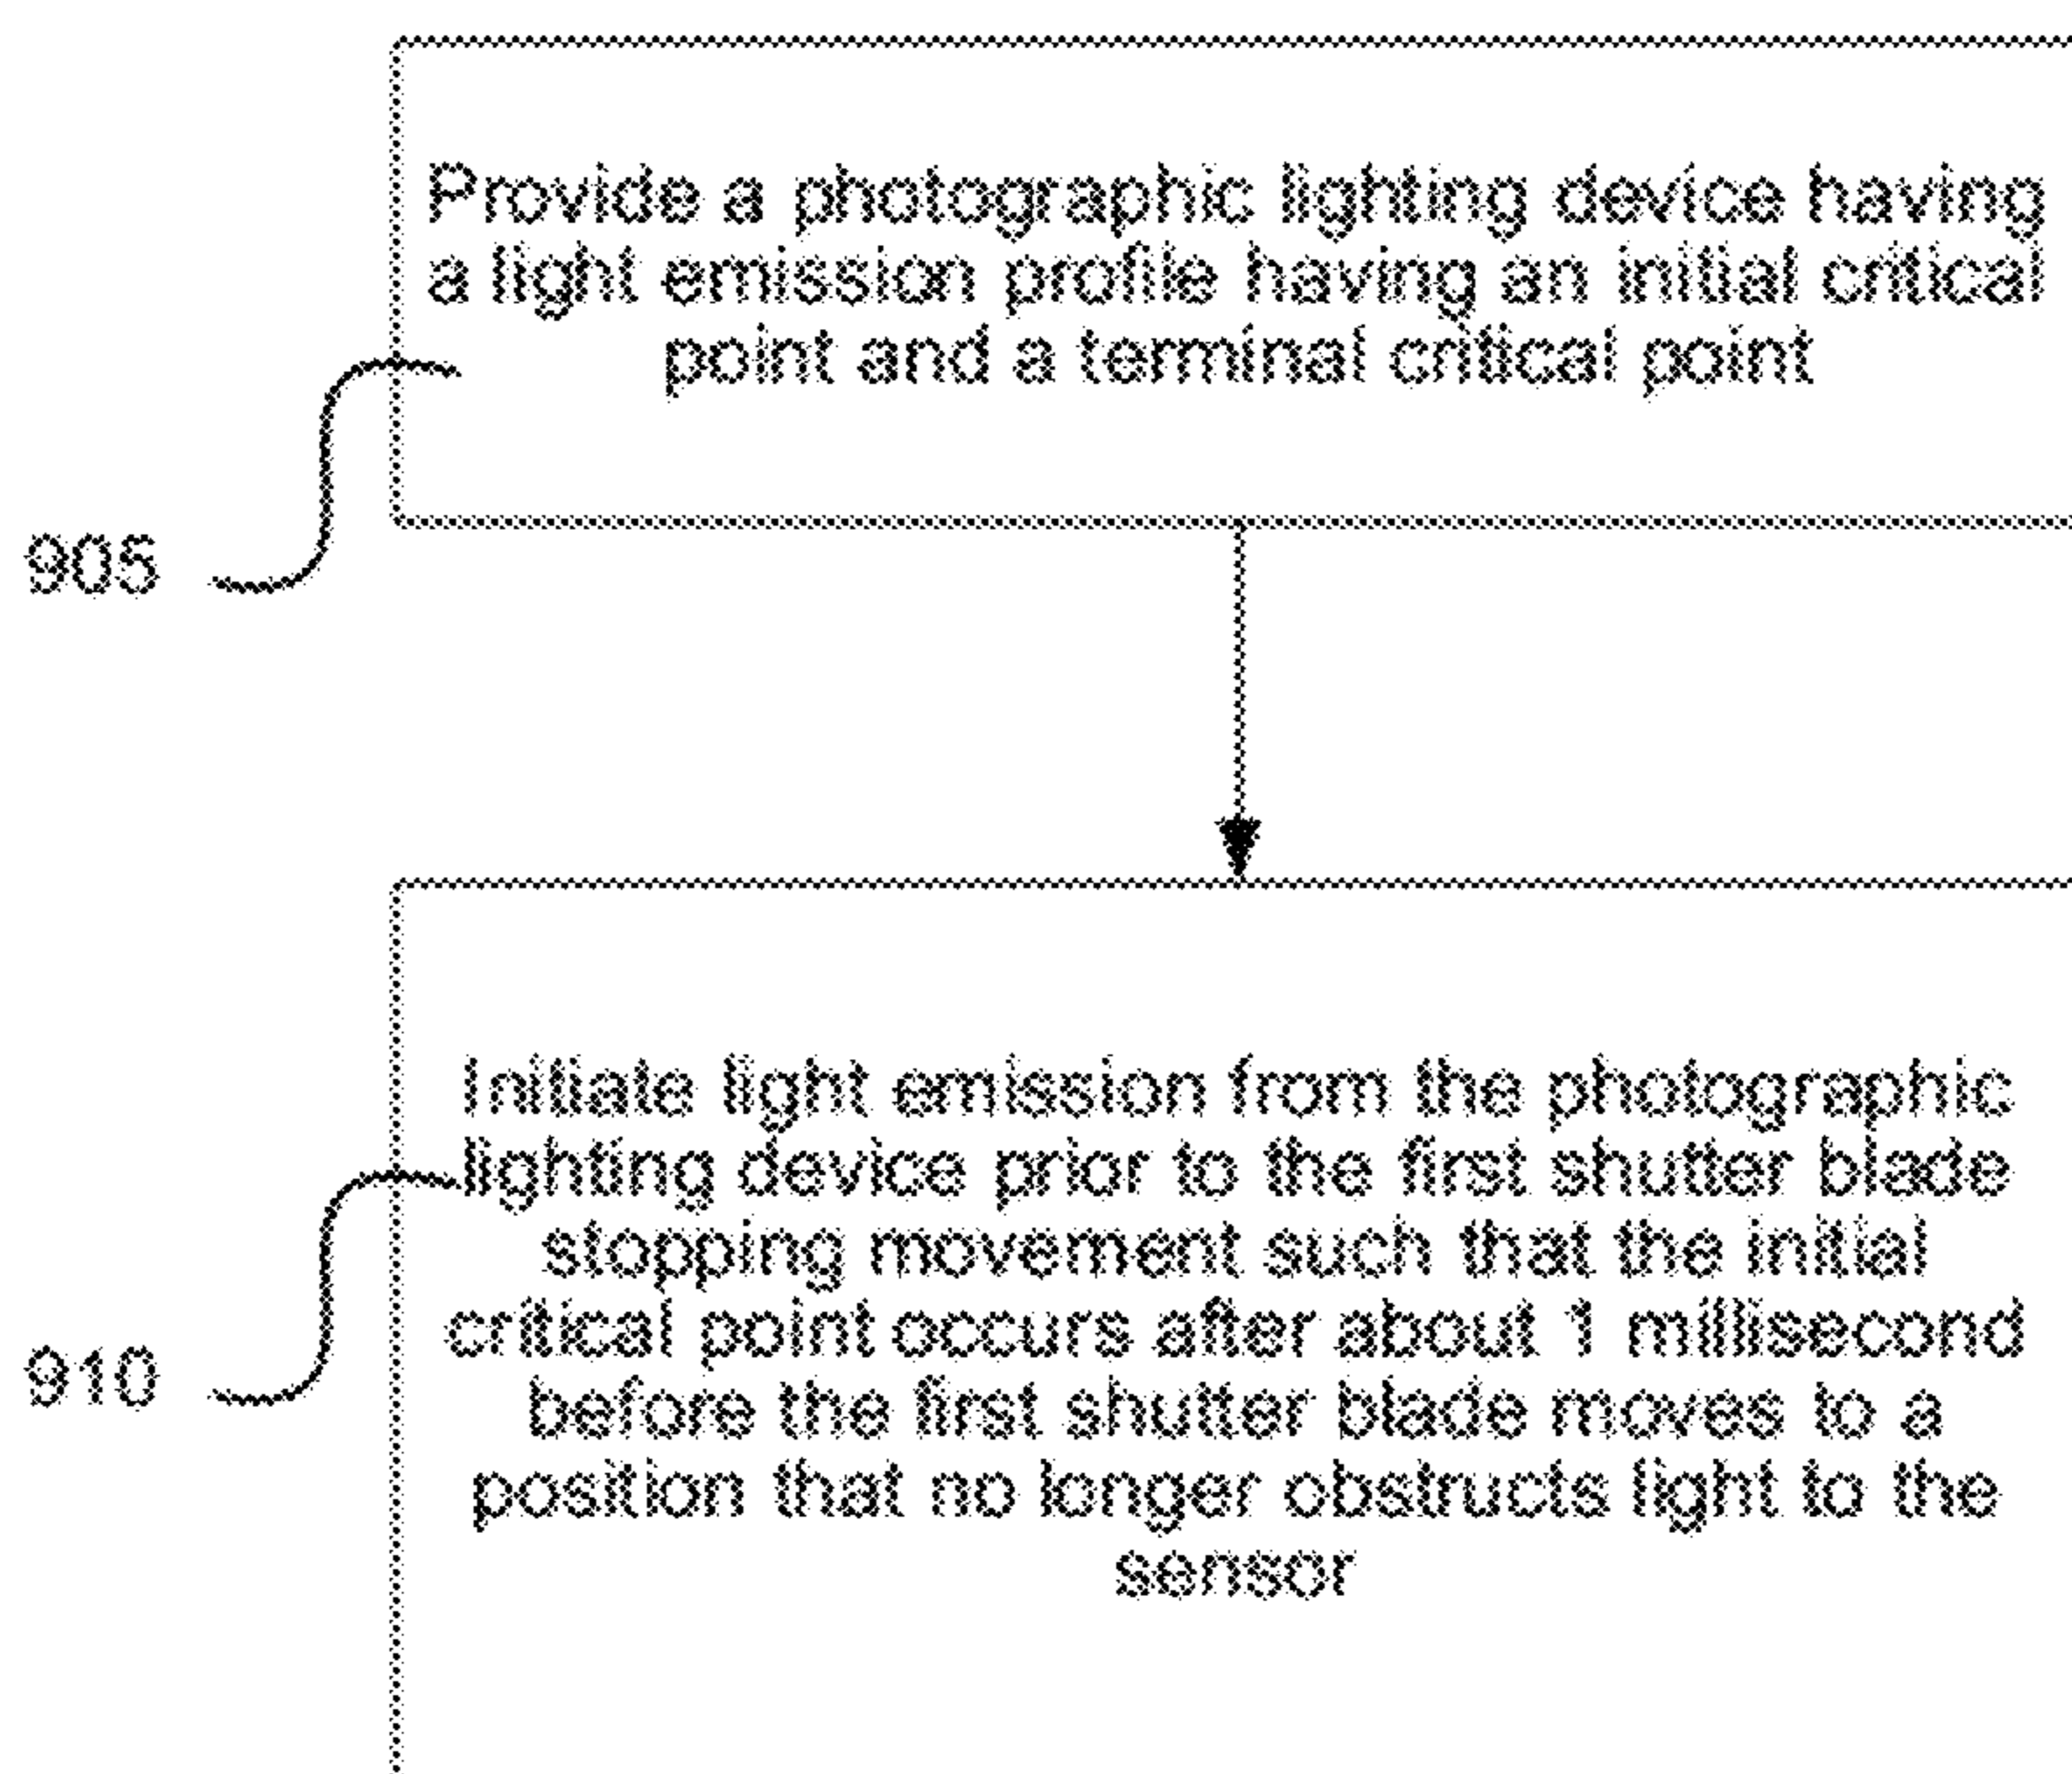 Provide a photographic lighting device having
a light emission profile having an initial critical
point and a terminal critical point
905
Initiate light emission from the photographic
lighting device prior to the first shutter blade
stopping movement such that the initial
critical point occurs after about 1 millisecond
before the first shutter blade moves to a
position that no longer obstructs light to the
sensor
910